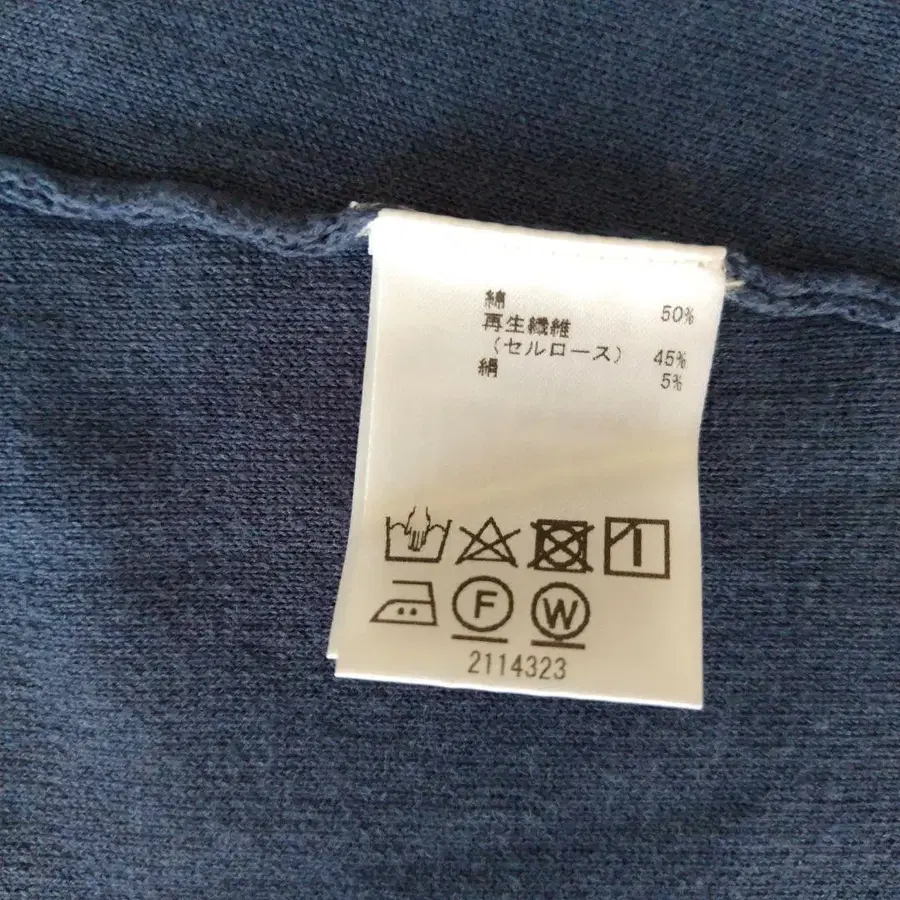 綿 50%
再生繊維
(セルロース) 45%
絹 5%
F W
2114323